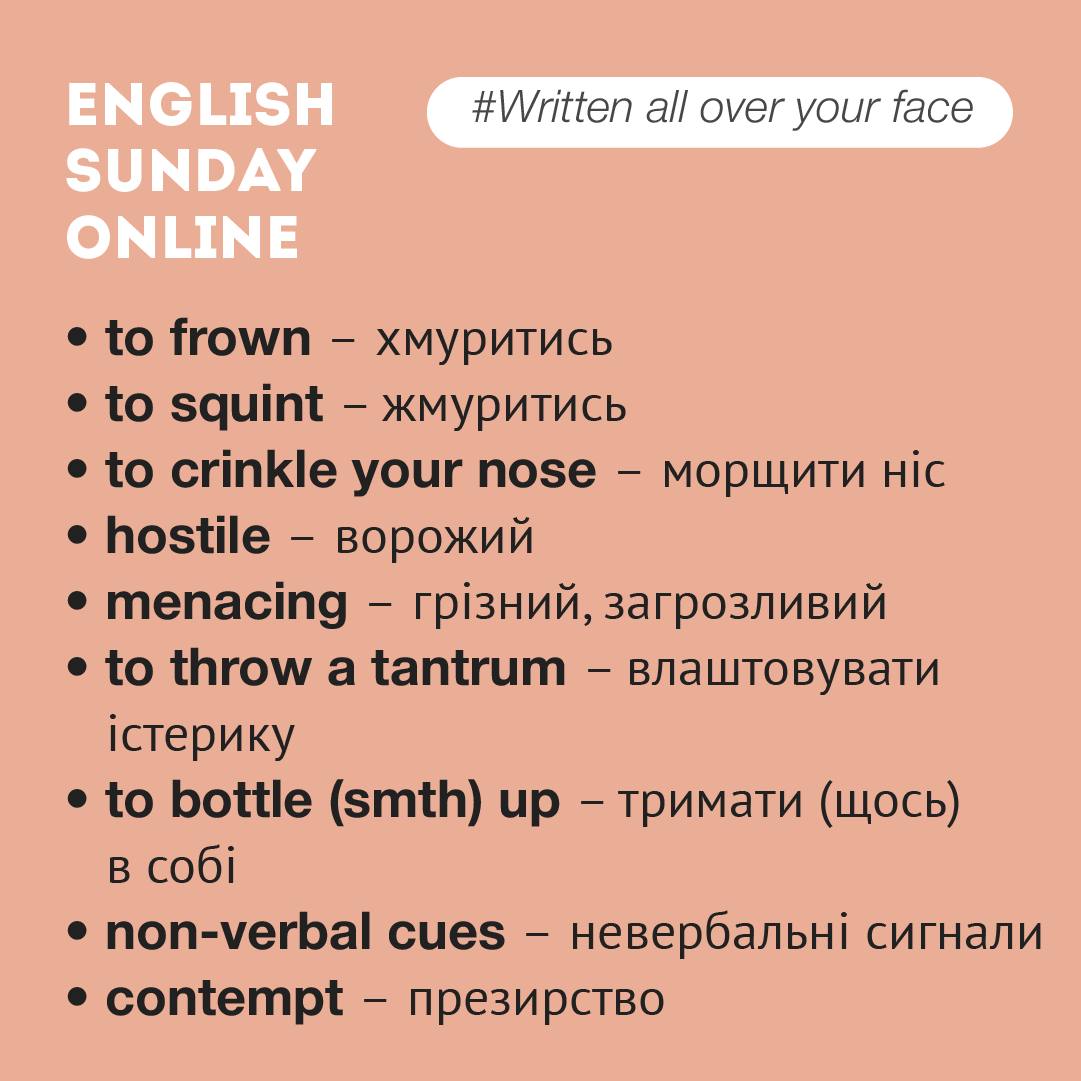 ENGLISH
SUNDAY
ONLINE
#Written all over your face
• to frown – хмуритись
• to squint – жмуритись
• to crinkle your nose – морщити ніс
• hostile – ворожий
• menacing – грізний, загрозливий
• to throw a tantrum – влаштовувати
істерику
• to bottle (smth) up – тримати (щось)
в собі
• non-verbal cues – невербальні сигнали
• contempt – презирство